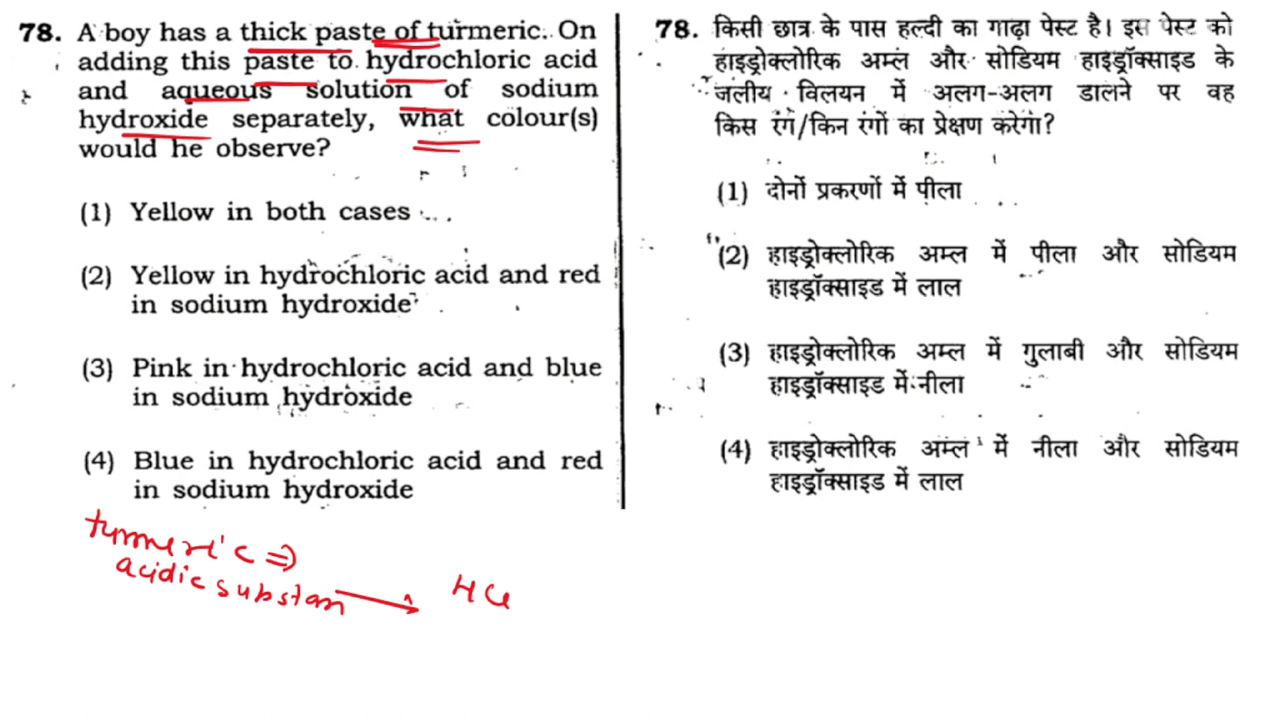 78. A boy has a thick paste of turmeric. On
adding this paste to hydrochloric acid
and aqueous solution of sodium
hydroxide separately, what colour(s)
would he observe?
(1) Yellow in both cases
(2) Yellow in hydrochloric acid and red
in sodium hydroxide
(3) Pink in hydrochloric acid and blue
in sodium hydroxide
(4) Blue in hydrochloric acid and red
in sodium hydroxide
78. किसी छात्र के पास हल्दी का गाढ़ा पेस्ट है। इस पेस्ट को
हाइड्रोक्लोरिक अम्ल और सोडियम हाइड्रॉक्साइड के
जलीय विलयन में अलग-अलग डालने पर वह
किस रंग/किन रंगों का प्रेक्षण करेगा?
(1) दोनों प्रकरणों में पीला
(2) हाइड्रोक्लोरिक अम्ल में पीला और सोडियम
हाइड्रॉक्साइड में लाल
(3) हाइड्रोक्लोरिक अम्ल में गुलाबी और सोडियम
हाइड्रॉक्साइड में नीला
(4) हाइड्रोक्लोरिक अम्ल में नीला और सोडियम
हाइड्रॉक्साइड में लाल
turmeric ⇒
acidic substan → HCl